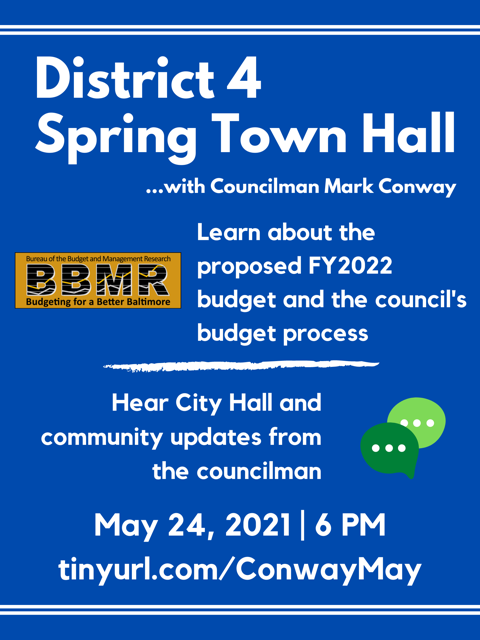 District 4
Spring Town Hall
...with Councilman Mark Conway
Learn about the
proposed FY2022
budget and the council's
budget process
Bureau of the Budget and Management Research
BBMR
Budgeting for a Better Baltimore
Hear City Hall and
community updates from
the councilman
May 24, 2021 | 6 PM
tinyurl.com/ConwayMay